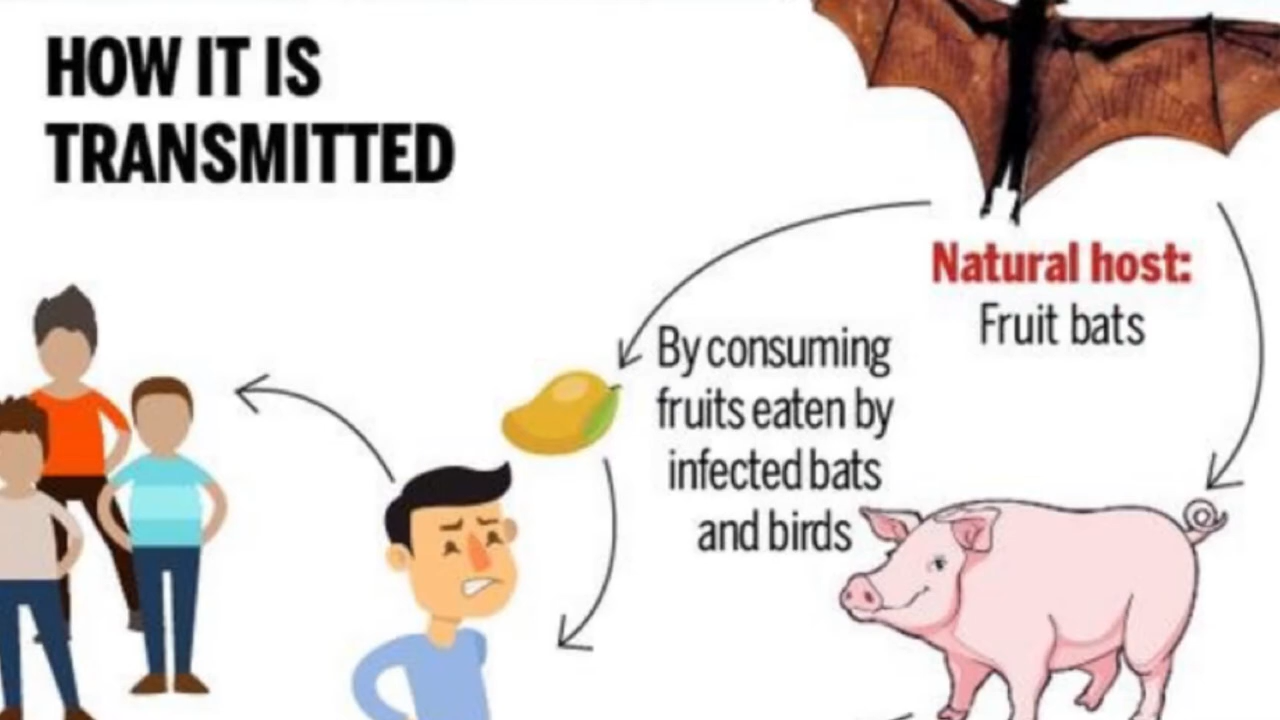 HOW IT IS
TRANSMITTED
Natural host:
Fruit bats
By consuming
fruits eaten by
infected bats
and birds